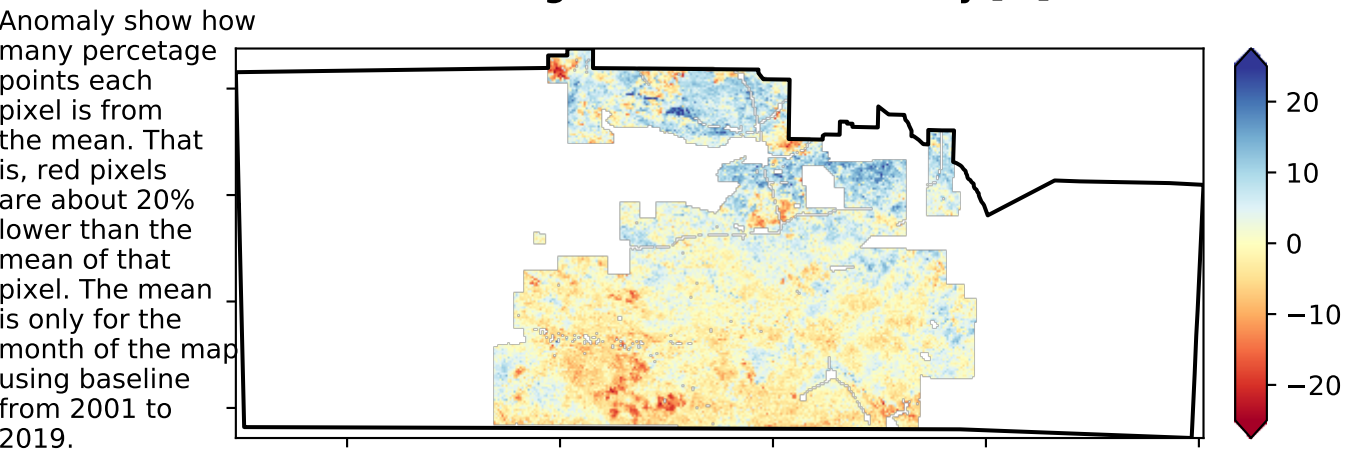 Anomaly show how
many percetage
points each
pixel is from
the mean. That
is, red pixels
are about 20%
lower than the
mean of that
pixel. The mean
is only for the
month of the map
using baseline
from 2001 to
2019.
20
10
0
−10
−20